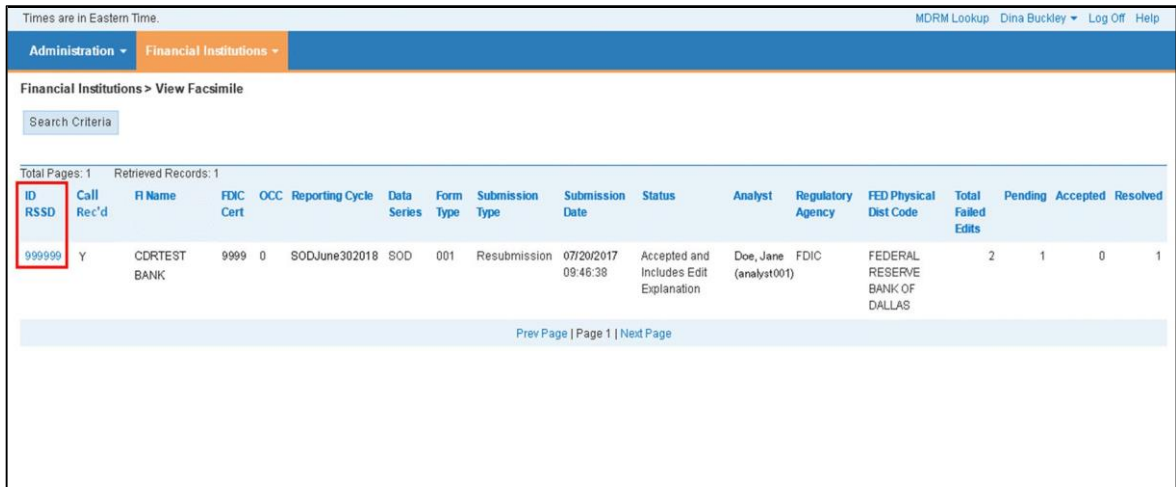 Times are in Eastern Time. MDRM Lookup Dina Buckley Log Off Help
Administration Financial Institutions
Financial Institutions > View Facsimile
Search Criteria
Total Pages: 1 Retrieved Records: 1
ID Call FI Name FDIC OCC Reporting Cycle Data Form Submission Submission Status Analyst Regulatory FED Physical Total Pending Accepted Resolved
RSSD Rec'd Cert Series Type Type Date Agency Dist Code Failed
Edits
999999 Y CDRTEST 9999 0 SODJune302018 SOD 001 Resubmission 07/20/2017 Accepted and Doe, Jane FDIC FEDERAL 2 1 0 1
BANK 09:46:38 Includes Edit (analyst001) RESERVE
Explanation BANK OF
DALLAS
Prev Page | Page 1 | Next Page